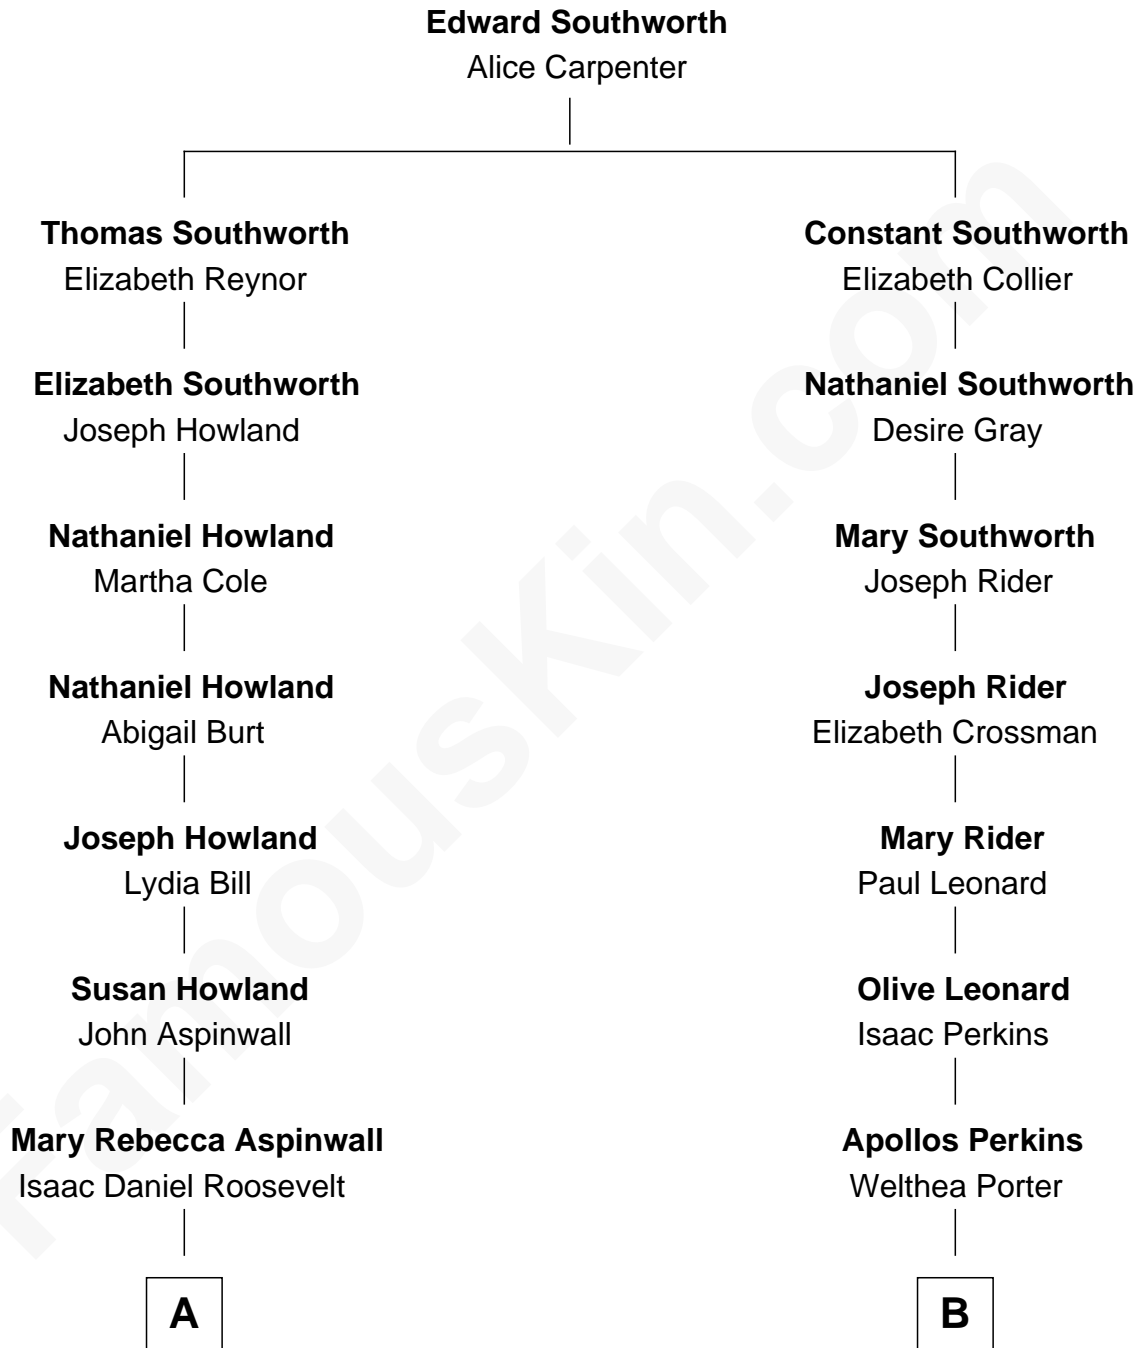 Edward Southworth
Alice Carpenter
Thomas Southworth
Elizabeth Reynor
Constant Southworth
Elizabeth Collier
Elizabeth Southworth
Joseph Howland
Nathaniel Southworth
Desire Gray
Nathaniel Howland
Martha Cole
Mary Southworth
Joseph Rider
Nathaniel Howland
Abigail Burt
Joseph Rider
Elizabeth Crossman
Joseph Howland
Lydia Bill
Mary Rider
Paul Leonard
Susan Howland
John Aspinwall
Olive Leonard
Isaac Perkins
Mary Rebecca Aspinwall
Isaac Daniel Roosevelt
Apollos Perkins
Welthea Porter
A
B
FamousKin.com